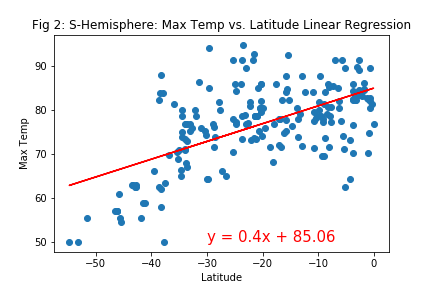 Fig 2: S-Hemisphere: Max Temp vs. Latitude Linear Regression
90
80
70
60
50
Max Temp
y = 0.4x + 85.06
−50 −40 −30 −20 −10 0
Latitude